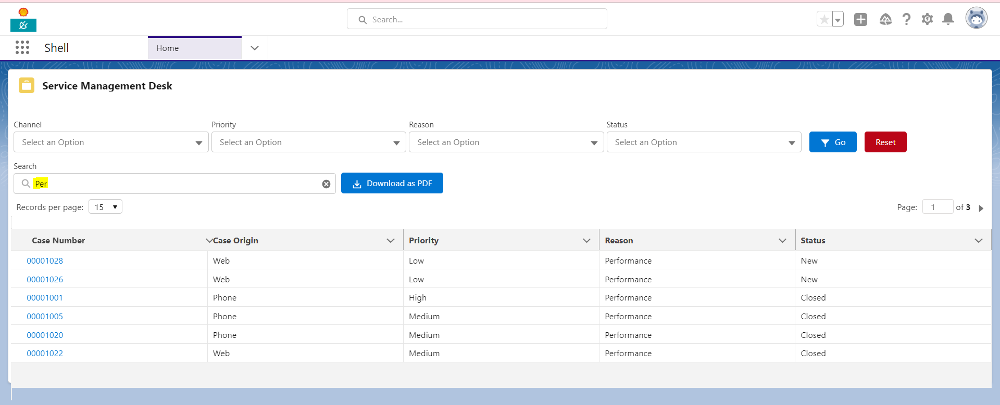 Search...
Shell
Home
Service Management Desk
Channel Priority Reason Status
Select an Option Select an Option Select an Option Select an Option Go Reset
Search
Per Download as PDF
Records per page: 15 Page: 1 of 3
Case Number Case Origin Priority Reason Status
00001028 Web Low Performance New
00001026 Web Low Performance New
00001001 Phone High Performance Closed
00001005 Phone Medium Performance Closed
00001020 Phone Medium Performance Closed
00001022 Web Medium Performance Closed